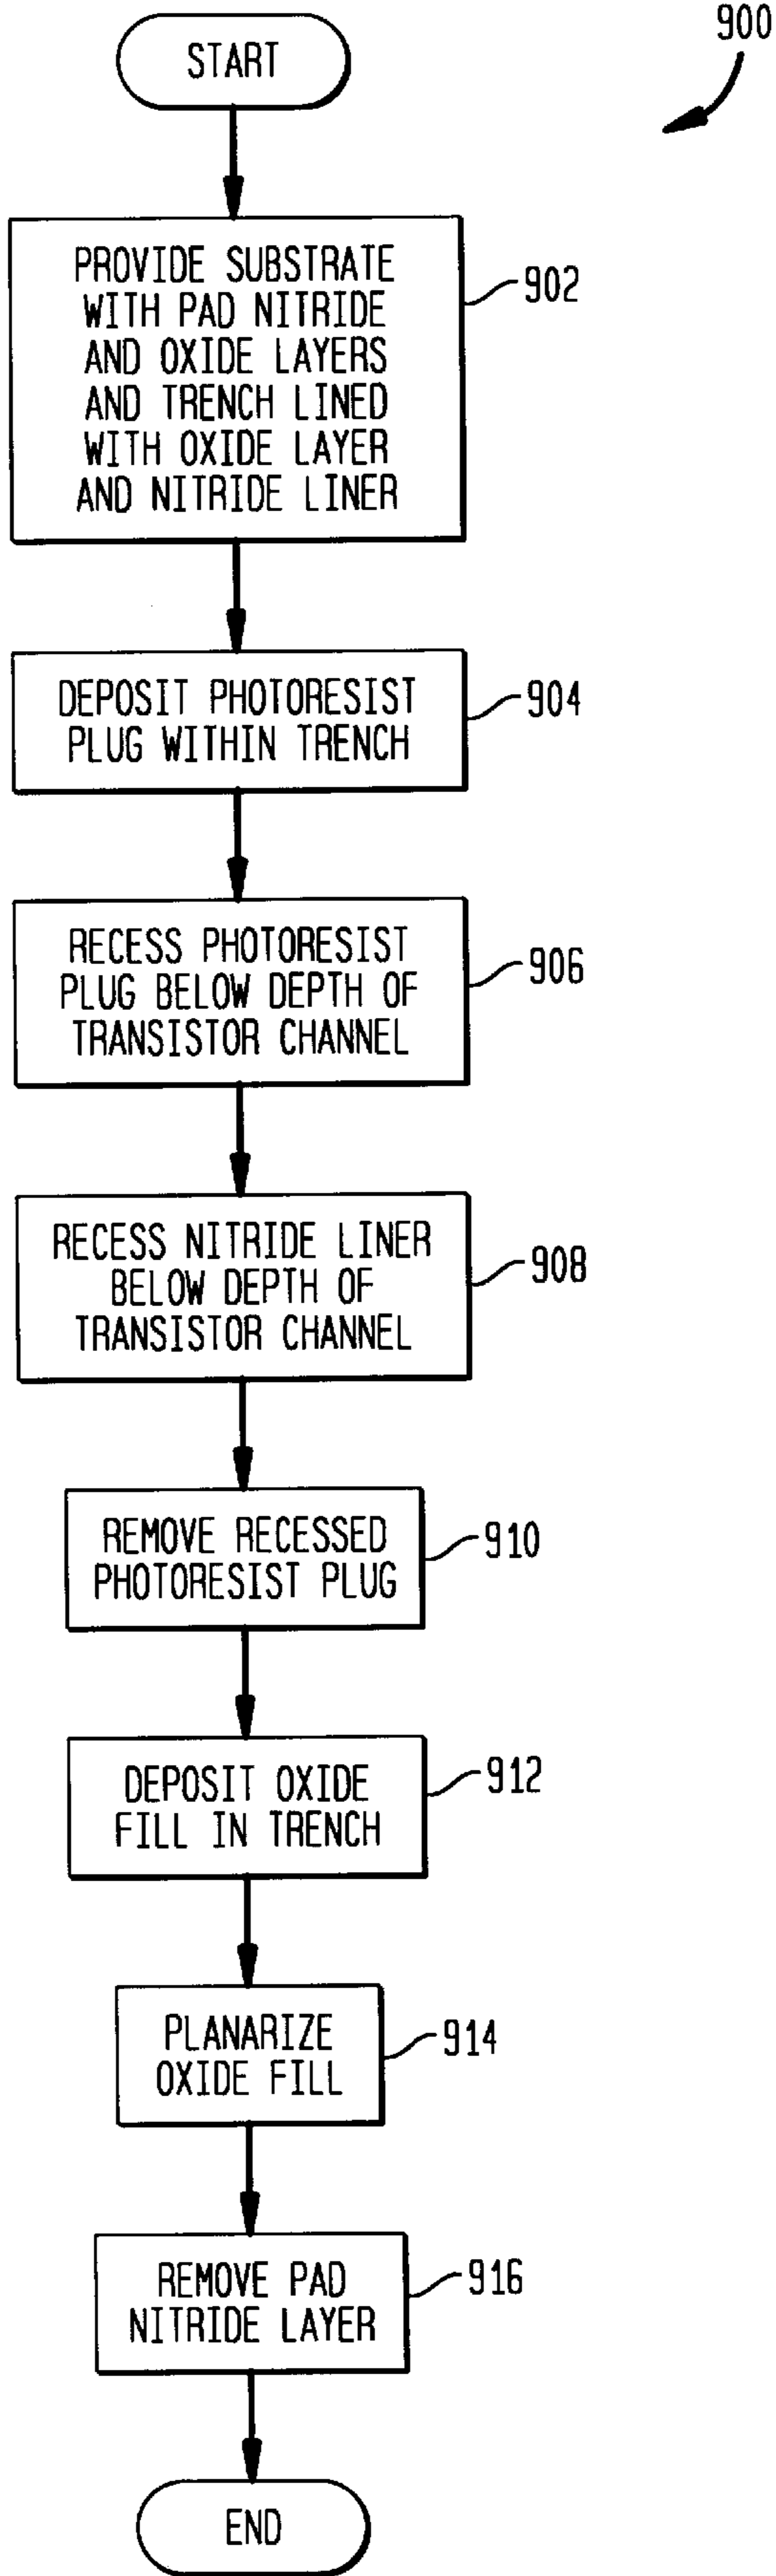 900
START
PROVIDE SUBSTRATE
WITH PAD NITRIDE
AND OXIDE LAYERS
AND TRENCH LINED
WITH OXIDE LAYER
AND NITRIDE LINER
902
DEPOSIT PHOTORESIST
PLUG WITHIN TRENCH
904
RECESS PHOTORESIST
PLUG BELOW DEPTH OF
TRANSISTOR CHANNEL
906
RECESS NITRIDE LINER
BELOW DEPTH OF
TRANSISTOR CHANNEL
908
REMOVE RECESSED
PHOTORESIST PLUG
910
DEPOSIT OXIDE
FILL IN TRENCH
912
PLANARIZE
OXIDE FILL
914
REMOVE PAD
NITRIDE LAYER
916
END